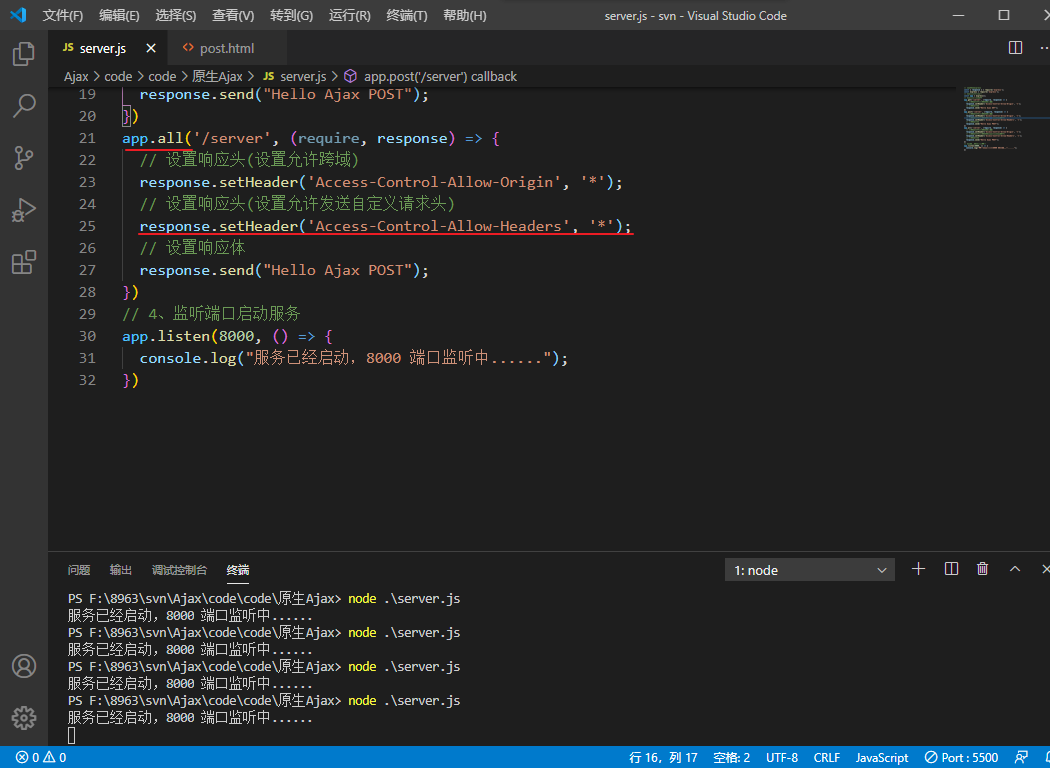 文件(F) 编辑(E) 选择(S) 查看(V) 转到(G) 运行(R) 终端(T) 帮助(H) server.js - svn - Visual Studio Code
JS server.js post.html
Ajax > code > code > 原生Ajax > JS server.js > app.post('/server') callback
19 response.send("Hello Ajax POST");
20 })
21 app.all('/server', (require, response) => {
22 // 设置响应头(设置允许跨域)
23 response.setHeader('Access-Control-Allow-Origin', '*');
24 // 设置响应头(设置允许发送自定义请求头)
25 response.setHeader('Access-Control-Allow-Headers', '*');
26 // 设置响应体
27 response.send("Hello Ajax POST");
28 })
29 // 4、监听端口启动服务
30 app.listen(8000, () => {
31 console.log("服务已经启动，8000 端口监听中......");
32 })
问题 输出 调试控制台 终端 1: node
PS F:\8963\svn\Ajax\code\code\原生Ajax> node .\server.js
服务已经启动，8000 端口监听中......
PS F:\8963\svn\Ajax\code\code\原生Ajax> node .\server.js
服务已经启动，8000 端口监听中......
PS F:\8963\svn\Ajax\code\code\原生Ajax> node .\server.js
服务已经启动，8000 端口监听中......
PS F:\8963\svn\Ajax\code\code\原生Ajax> node .\server.js
服务已经启动，8000 端口监听中......
0 0 行 16，列 17 空格: 2 UTF-8 CRLF JavaScript Port : 5500